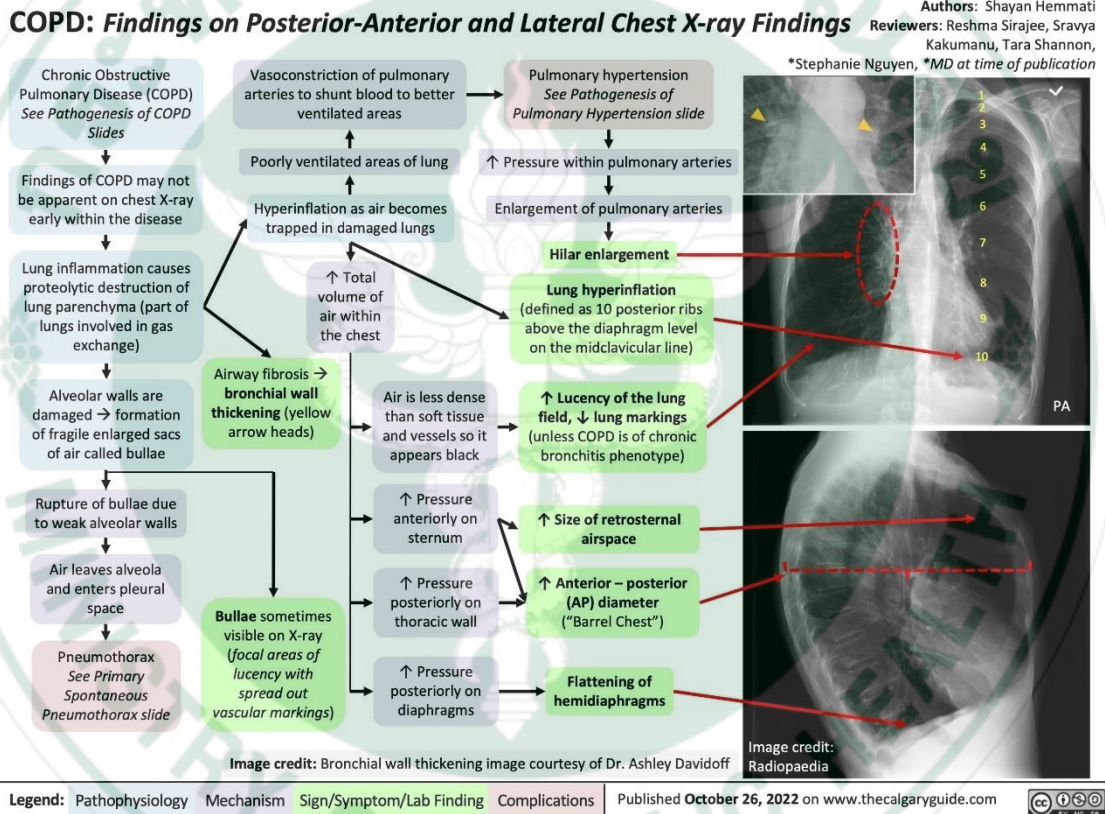 COPD: Findings on Posterior-Anterior and Lateral Chest X-ray Findings
Authors: Shayan Hemmati
Reviewers: Reshma Sirajee, Sravya
Kakumanu, Tara Shannon,
*Stephanie Nguyen, *MD at time of publication
Chronic Obstructive
Pulmonary Disease (COPD)
See Pathogenesis of COPD
Slides
Findings of COPD may not
be apparent on chest X-ray
early within the disease
Lung inflammation causes
proteolytic destruction of
lung parenchyma (part of
lungs involved in gas
exchange)
Alveolar walls are
damaged → formation
of fragile enlarged sacs
of air called bullae
Rupture of bullae due
to weak alveolar walls
Air leaves alveola
and enters pleural
space
Pneumothorax
See Primary
Spontaneous
Pneumothorax slide
Vasoconstriction of pulmonary
arteries to shunt blood to better
ventilated areas
Poorly ventilated areas of lung
Hyperinflation as air becomes
trapped in damaged lungs
↑ Total
volume of
air within
the chest
Airway fibrosis →
bronchial wall
thickening (yellow
arrow heads)
Bullae sometimes
visible on X-ray
(focal areas of
lucency with
spread out
vascular markings)
Air is less dense
than soft tissue
and vessels so it
appears black
↑ Pressure
anteriorly on
sternum
↑ Pressure
posteriorly on
thoracic wall
↑ Pressure
posteriorly on
diaphragms
Pulmonary hypertension
See Pathogenesis of
Pulmonary Hypertension slide
↑ Pressure within pulmonary arteries
Enlargement of pulmonary arteries
Hilar enlargement
Lung hyperinflation
(defined as 10 posterior ribs
above the diaphragm level
on the midclavicular line)
↑ Lucency of the lung
field, ↓ lung markings
(unless COPD is of chronic
bronchitis phenotype)
↑ Size of retrosternal
airspace
↑ Anterior – posterior
(AP) diameter
("Barrel Chest")
Flattening of
hemidiaphragms
1
2
3
4
5
6
7
8
9
10
PA
Image credit:
Radiopaedia
Image credit: Bronchial wall thickening image courtesy of Dr. Ashley Davidoff
Legend: Pathophysiology Mechanism Sign/Symptom/Lab Finding Complications
Published October 26, 2022 on www.thecalgaryguide.com
cc